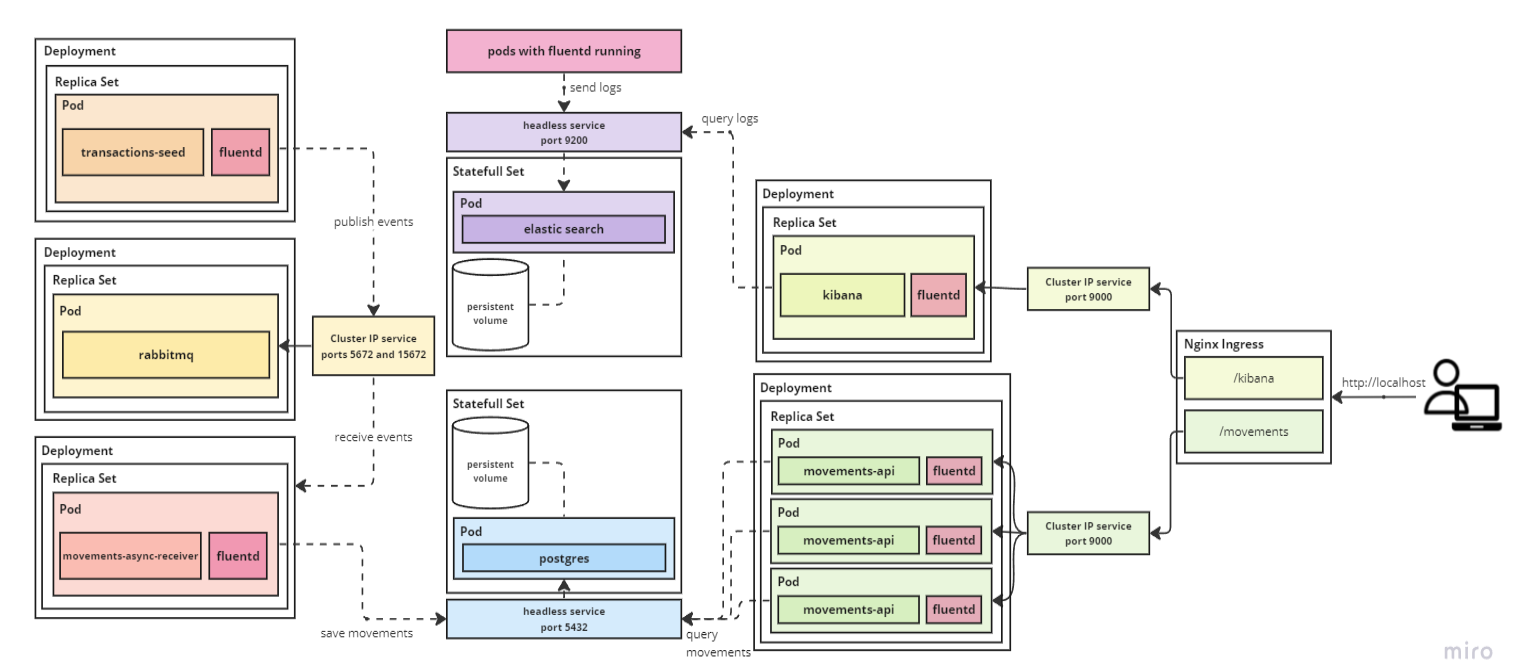 Deployment
Replica Set
Pod
transactions-seed
fluentd
publish events
Deployment
Replica Set
Pod
rabbitmq
Cluster IP service
ports 5672 and 15672
receive events
Deployment
Replica Set
Pod
movements-async-receiver
fluentd
save movements
pods with fluentd running
send logs
headless service
port 9200
query logs
Statefull Set
Pod
elastic search
persistent
volume
Statefull Set
persistent
volume
Pod
postgres
headless service
port 5432
query
movements
Deployment
Replica Set
Pod
kibana
fluentd
Deployment
Replica Set
Pod
movements-api
fluentd
Pod
movements-api
fluentd
Pod
movements-api
fluentd
Cluster IP service
port 9000
Cluster IP service
port 9000
Nginx Ingress
/kibana
/movements
http://localhost
miro